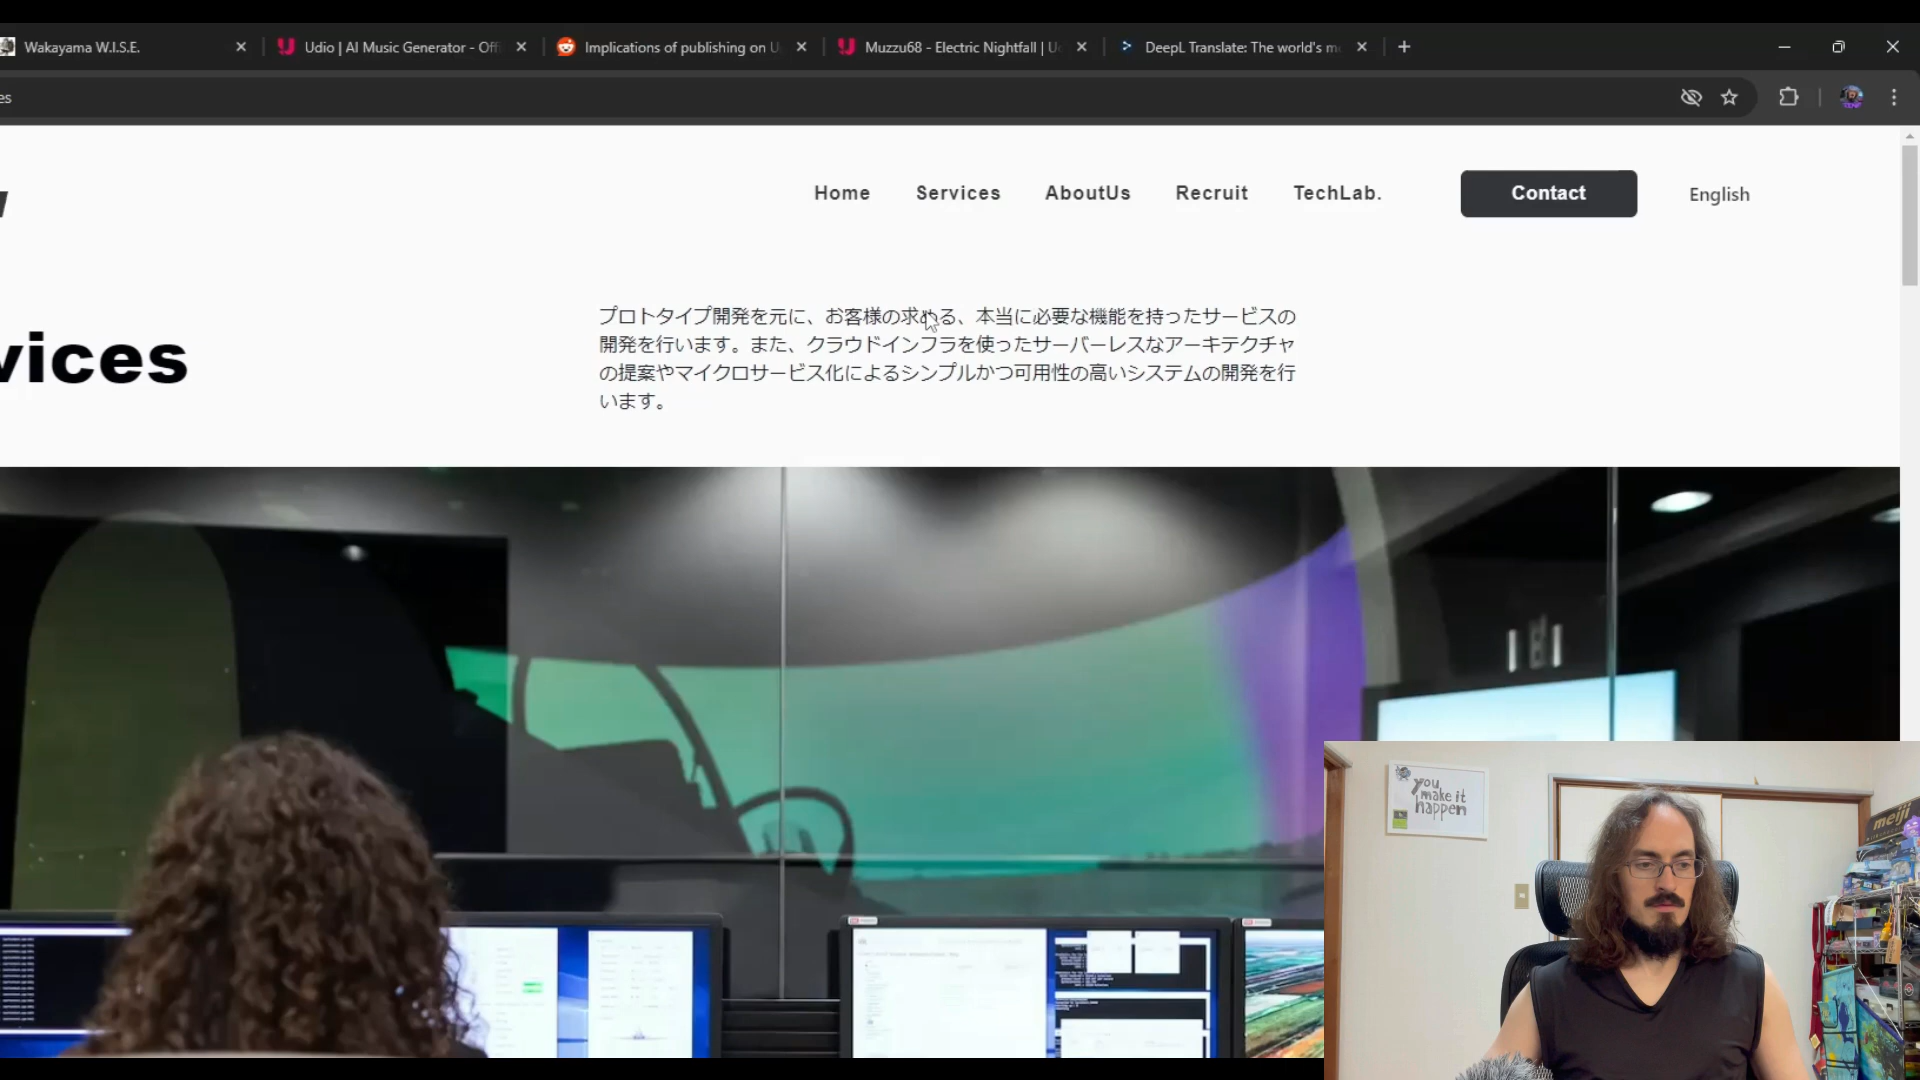 Wakayama W.I.S.E.
Udio | AI Music Generator - Off
Implications of publishing on U
Muzzu68 - Electric Nightfall | U
DeepL Translate: The world's m
es
Home
Services
AboutUs
Recruit
TechLab.
Contact
English
vices
プロトタイプ開発を元に、お客様の求める、本当に必要な機能を持ったサービスの
開発を行います。また、クラウドインフラを使ったサーバーレスなアーキテクチャ
の提案やマイクロサービス化によるシンプルかつ可用性の高いシステムの開発を行
います。
you
make it
happen
meiji